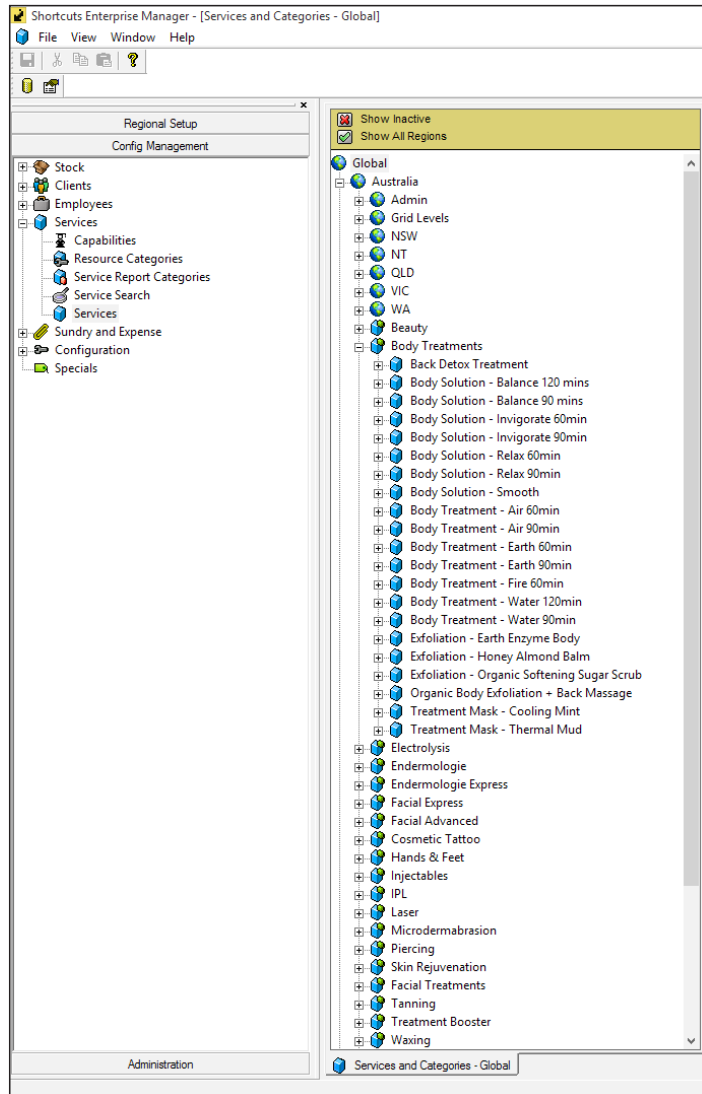 Shortcuts Enterprise Manager - [Services and Categories - Global]
File View Window Help
Regional Setup
Config Management
Stock
Clients
Employees
Services
Capabilities
Resource Categories
Service Report Categories
Service Search
Services
Sundry and Expense
Configuration
Specials
Administration
Show Inactive
Show All Regions
Global
Australia
Admin
Grid Levels
NSW
NT
QLD
VIC
WA
Beauty
Body Treatments
Back Detox Treatment
Body Solution - Balance 120 mins
Body Solution - Balance 90 mins
Body Solution - Invigorate 60min
Body Solution - Invigorate 90min
Body Solution - Relax 60min
Body Solution - Relax 90min
Body Solution - Smooth
Body Treatment - Air 60min
Body Treatment - Air 90min
Body Treatment - Earth 60min
Body Treatment - Earth 90min
Body Treatment - Fire 60min
Body Treatment - Water 120min
Body Treatment - Water 90min
Exfoliation - Earth Enzyme Body
Exfoliation - Honey Almond Balm
Exfoliation - Organic Softening Sugar Scrub
Organic Body Exfoliation + Back Massage
Treatment Mask - Cooling Mint
Treatment Mask - Thermal Mud
Electrolysis
Endermologie
Endermologie Express
Facial Express
Facial Advanced
Cosmetic Tattoo
Hands & Feet
Injectables
IPL
Laser
Microdermabrasion
Piercing
Skin Rejuvenation
Facial Treatments
Tanning
Treatment Booster
Waxing
Services and Categories - Global